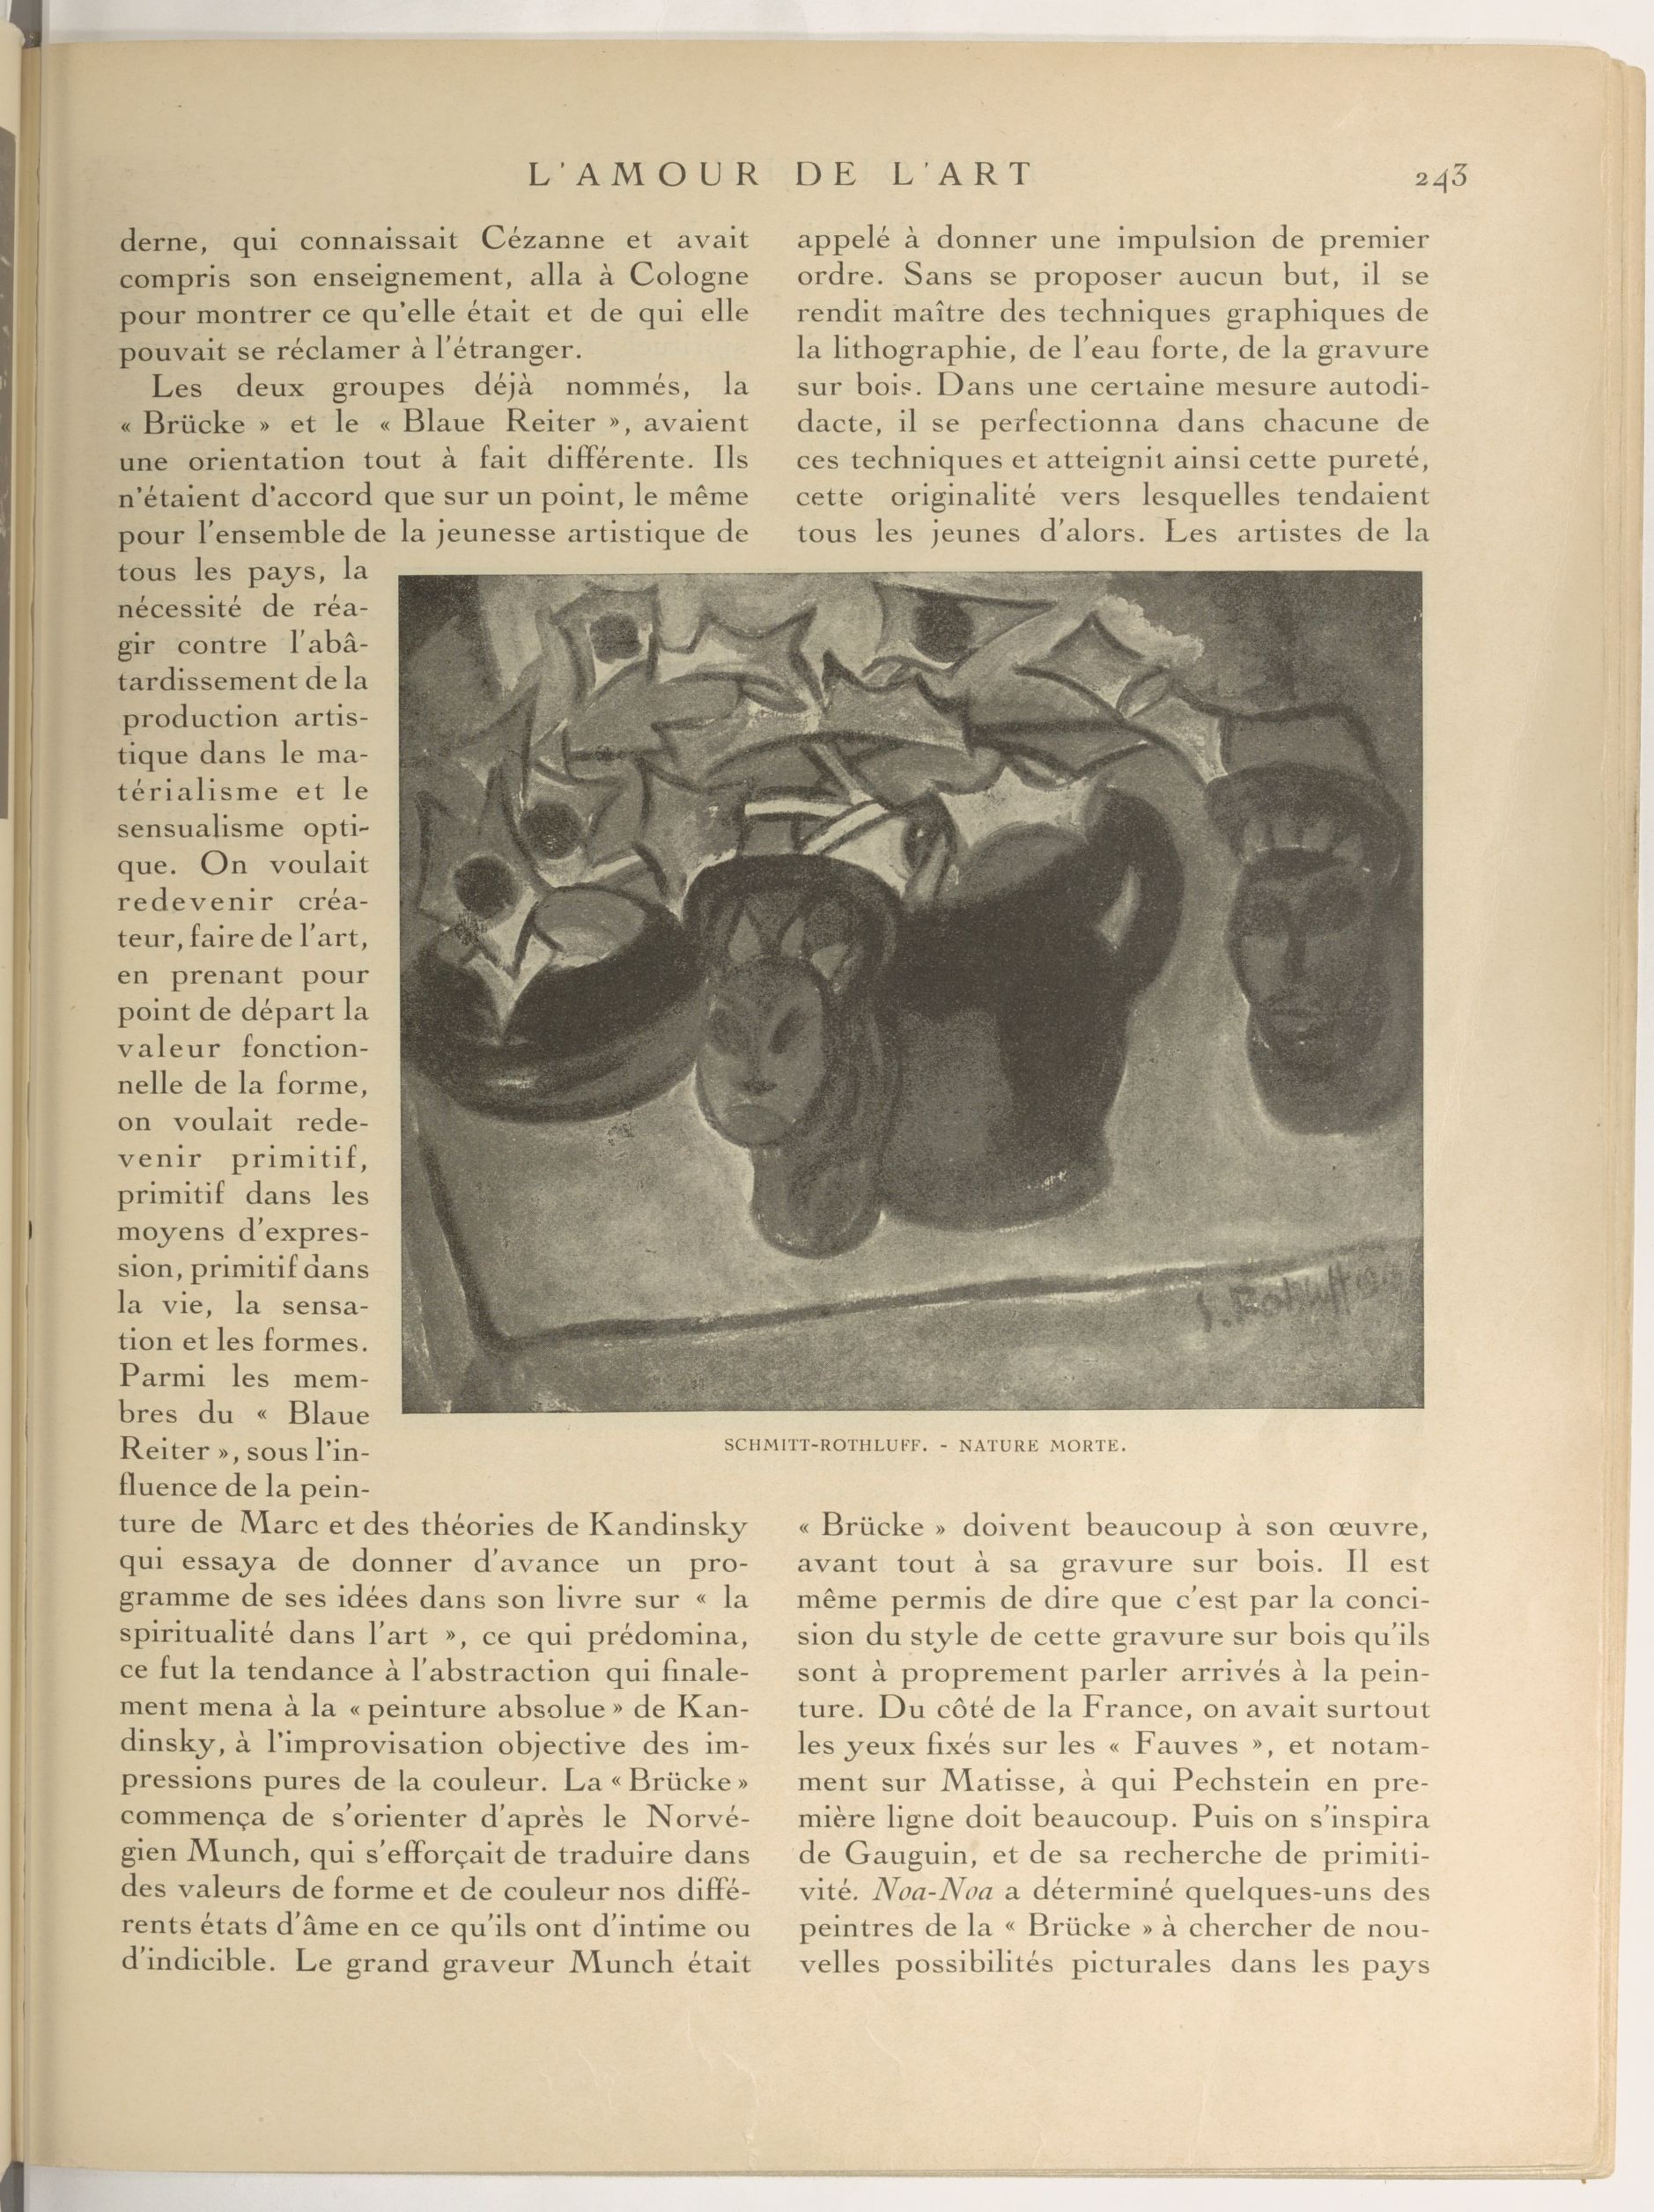 L'AMOUR DE L'ART
243
derne, qui connaissait Cézanne et avait
compris son enseignement, alla à Cologne
pour montrer ce qu'elle était et de qui elle
pouvait se réclamer à l'étranger.
Les deux groupes déjà nommés, la
« Brücke » et le « Blaue Reiter », avaient
une orientation tout à fait différente. Ils
n'étaient d'accord que sur un point, le même
pour l'ensemble de la jeunesse artistique de
tous les pays, la
nécessité de réa-
gir contre l'abâ-
tardissement de la
production artis-
tique dans le ma-
térialisme et le
sensualisme opti-
que. On voulait
redevenir créa-
teur, faire de l'art,
en prenant pour
point de départ la
valeur fonction-
nelle de la forme,
on voulait rede-
venir primitif,
primitif dans les
moyens d'expres-
sion, primitif dans
la vie, la sensa-
tion et les formes.
Parmi les mem-
bres du « Blaue
Reiter », sous l'in-
fluence de la pein-
ture de Marc et des théories de Kandinsky
qui essaya de donner d'avance un pro-
gramme de ses idées dans son livre sur « la
spiritualité dans l'art », ce qui prédomina,
ce fut la tendance à l'abstraction qui finale-
ment mena à la « peinture absolue » de Kan-
dinsky, à l'improvisation objective des im-
pressions pures de la couleur. La « Brücke »
commença de s'orienter d'après le Norvé-
gien Munch, qui s'efforçait de traduire dans
des valeurs de forme et de couleur nos diffé-
rents états d'âme en ce qu'ils ont d'intime ou
d'indicible. Le grand graveur Munch était
appelé à donner une impulsion de premier
ordre. Sans se proposer aucun but, il se
rendit maître des techniques graphiques de
la lithographie, de l'eau forte, de la gravure
sur bois. Dans une certaine mesure autodi-
dacte, il se perfectionna dans chacune de
ces techniques et atteignit ainsi cette pureté,
cette originalité vers lesquelles tendaient
tous les jeunes d'alors. Les artistes de la
SCHMITT-ROTHLUFF. - NATURE MORTE.
« Brücke » doivent beaucoup à son œuvre,
avant tout à sa gravure sur bois. Il est
même permis de dire que c'est par la conci-
sion du style de cette gravure sur bois qu'ils
sont à proprement parler arrivés à la pein-
ture. Du côté de la France, on avait surtout
les yeux fixés sur les « Fauves », et notam-
ment sur Matisse, à qui Pechstein en pre-
mière ligne doit beaucoup. Puis on s'inspira
de Gauguin, et de sa recherche de primiti-
vité. Noa-Noa a déterminé quelques-uns des
peintres de la « Brücke » à chercher de nou-
velles possibilités picturales dans les pays